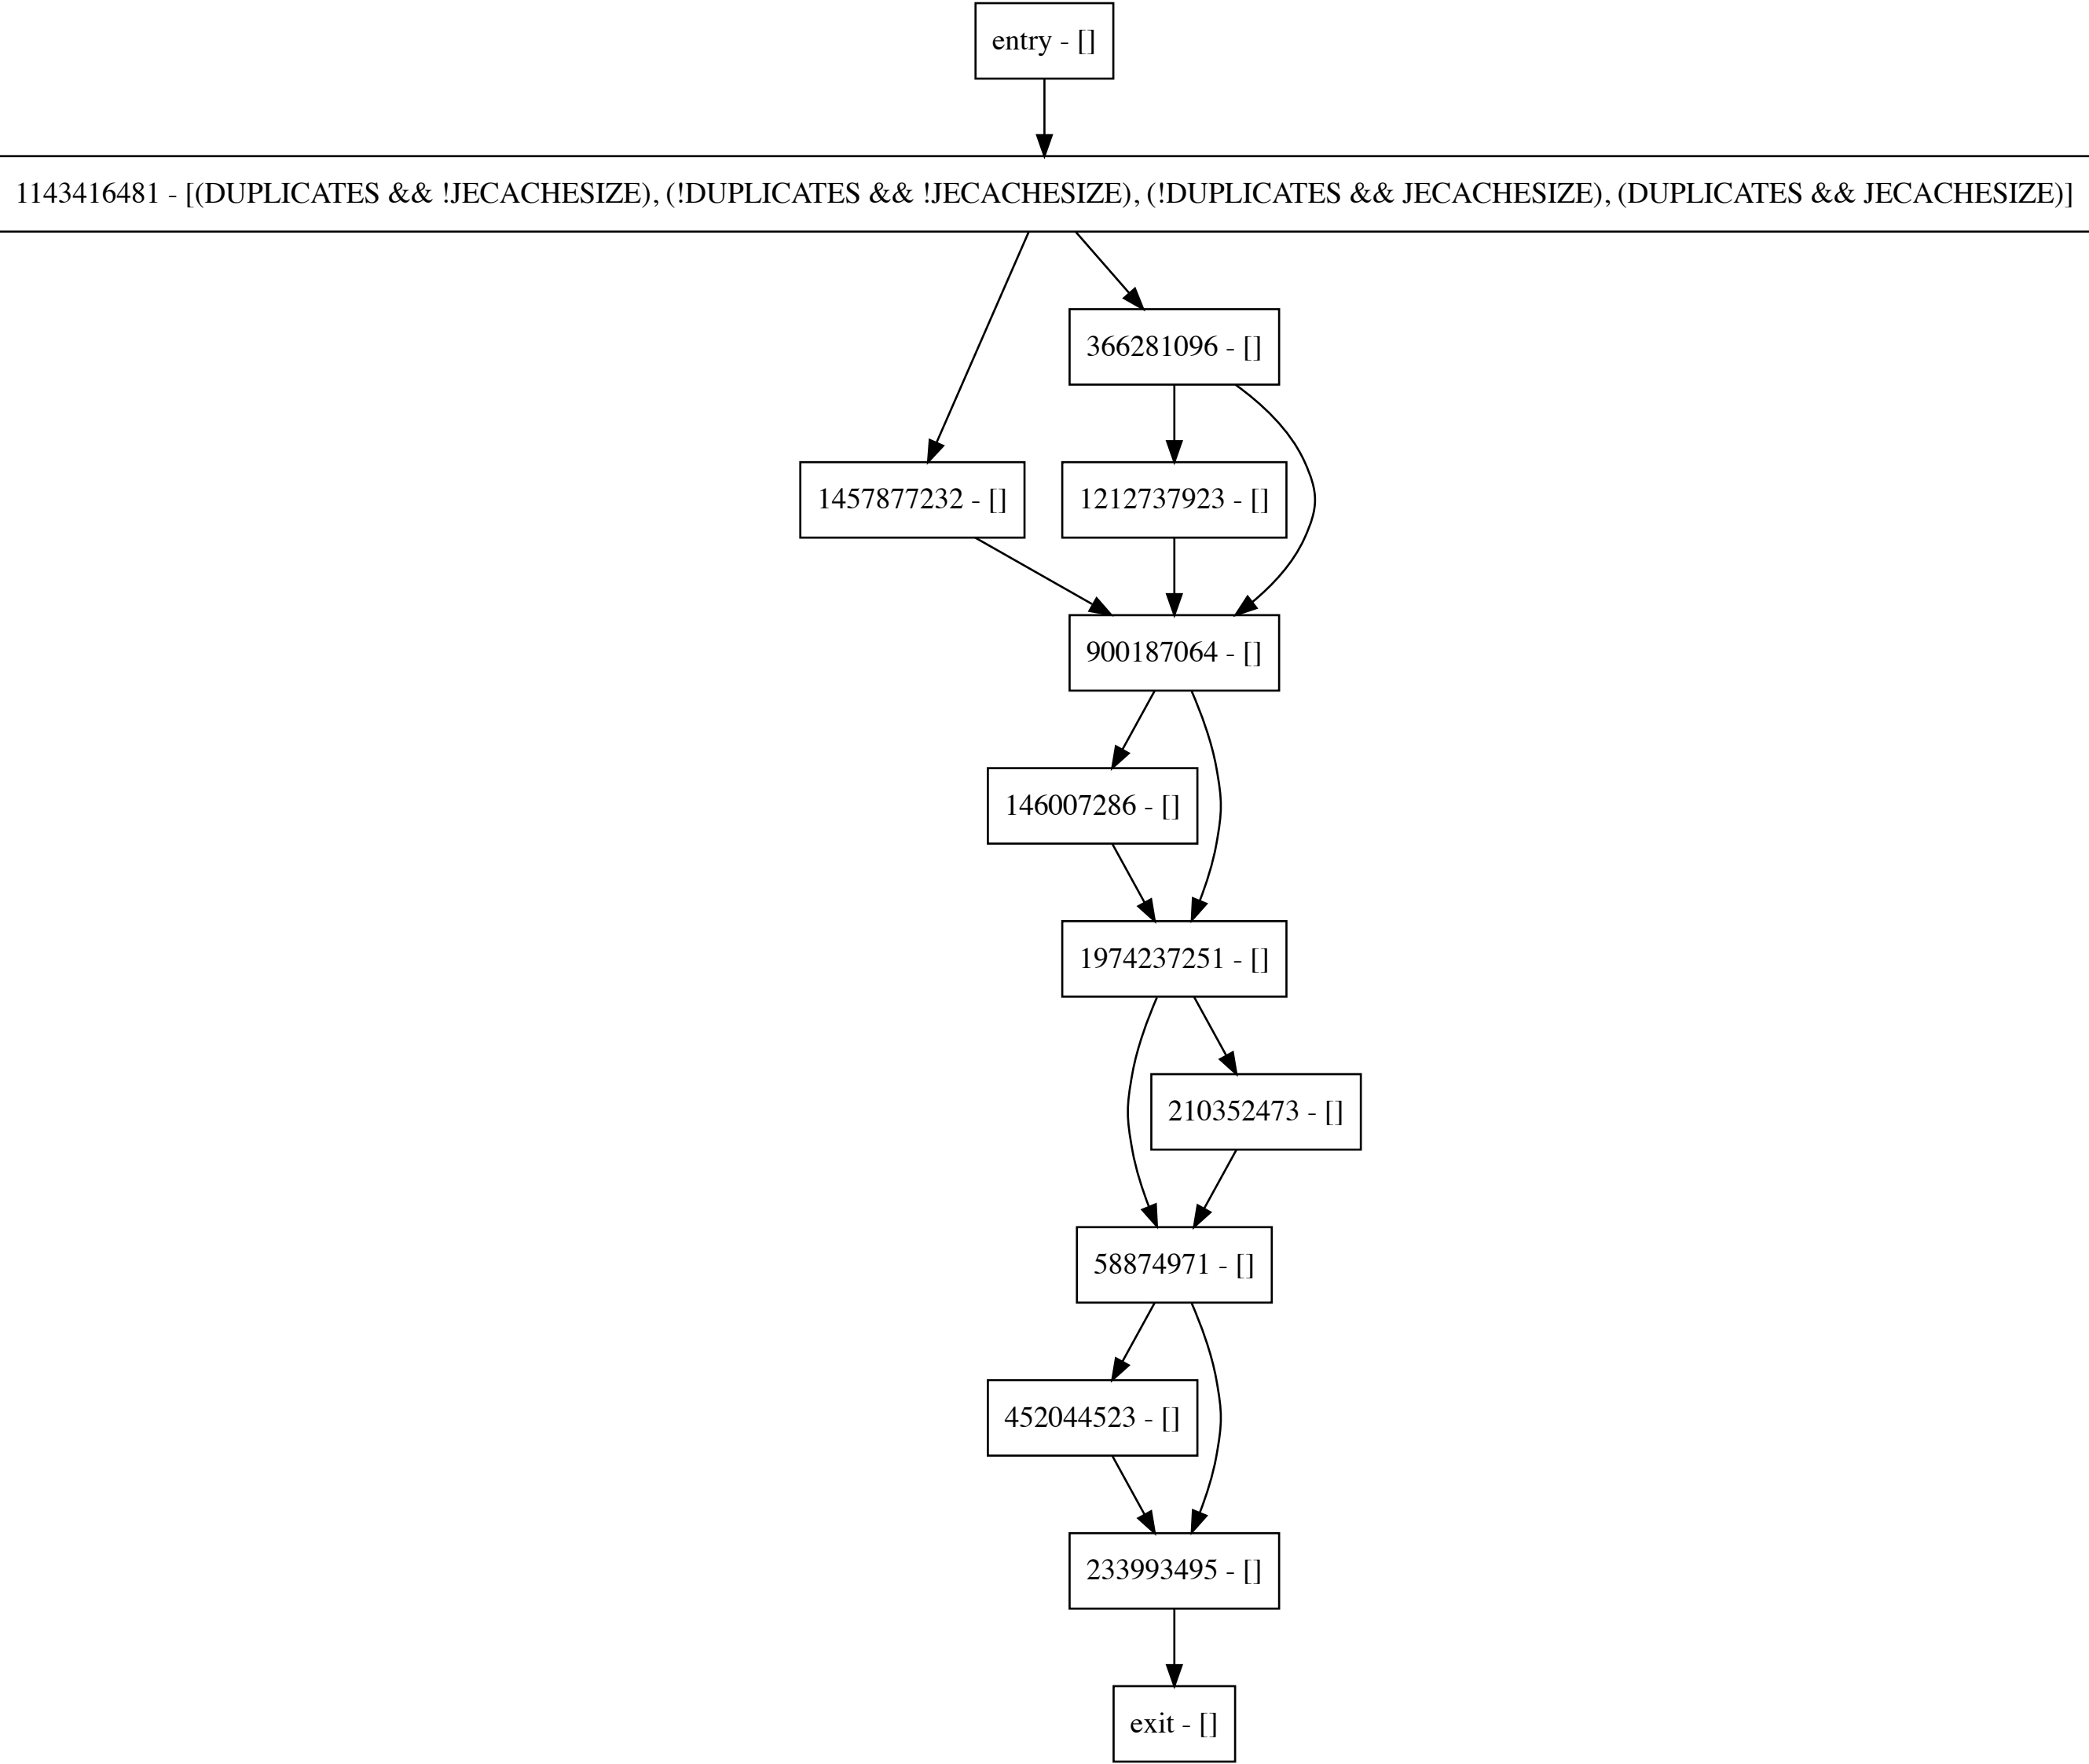 entry - []
1143416481 - [(DUPLICATES && !JECACHESIZE), (!DUPLICATES && !JECACHESIZE), (!DUPLICATES && JECACHESIZE), (DUPLICATES && JECACHESIZE)]
366281096 - []
1457877232 - []
1212737923 - []
900187064 - []
146007286 - []
1974237251 - []
210352473 - []
58874971 - []
452044523 - []
233993495 - []
exit - []